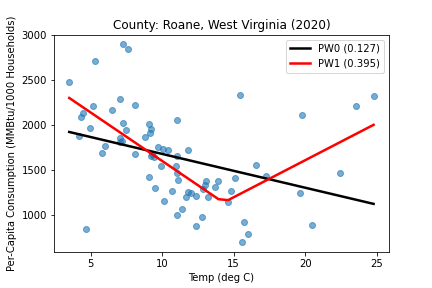 County: Roane, West Virginia (2020)
Per-Capita Consumption (MMBtu/1000 Households)
3000
2500
2000
1500
1000
PW0 (0.127)
PW1 (0.395)
5 10 15 20 25
Temp (deg C)